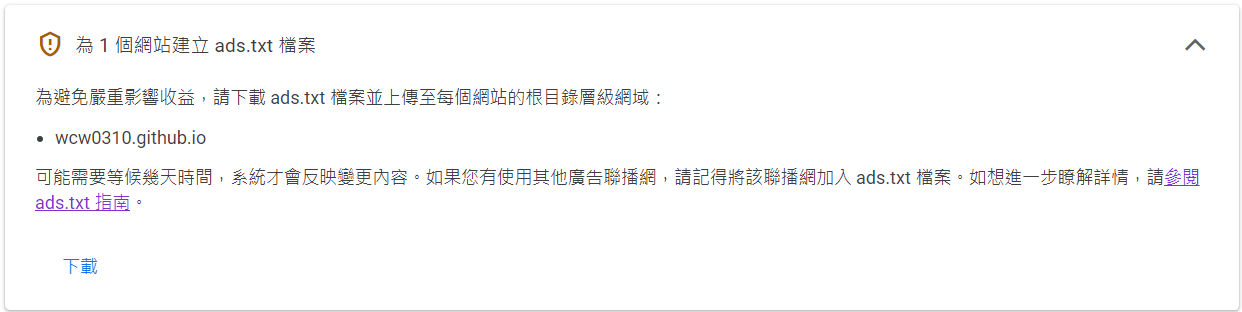 為 1 個網站建立 ads.txt 檔案
為避免嚴重影響收益，請下載 ads.txt 檔案並上傳至每個網站的根目錄層級網域：
• wcw0310.github.io
可能需要等候幾天時間，系統才會反映變更內容。如果您有使用其他廣告聯播網，請記得將該聯播網加入 ads.txt 檔案。如想進一步瞭解詳情，請參閱
ads.txt 指南。
下載